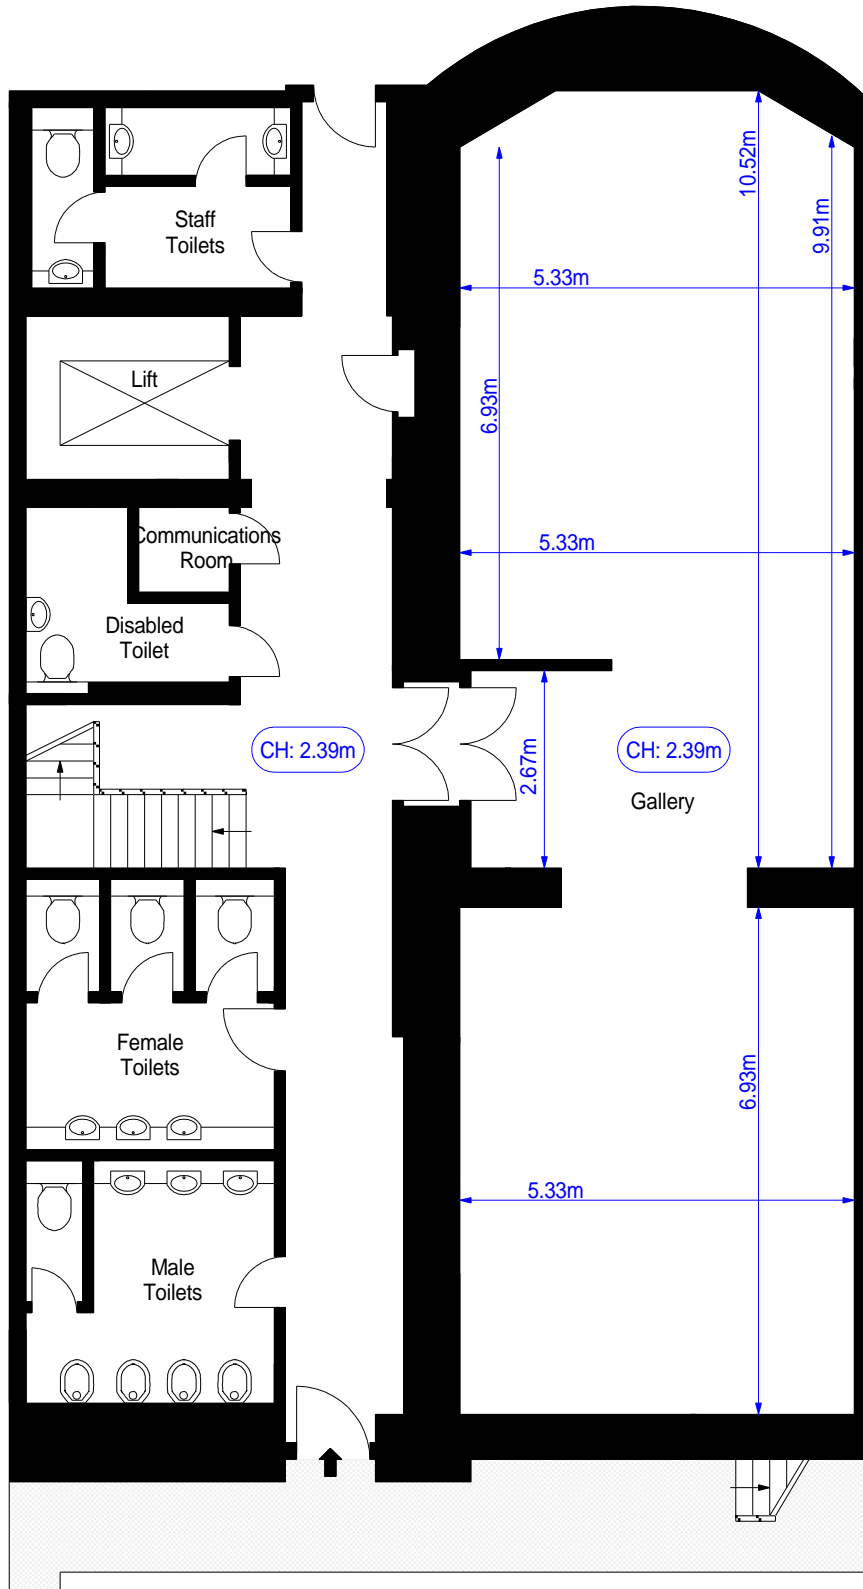 10.52m
9.91m
Staff
Toilets
5.33m
Lift
6.93m
Communications
Room
5.33m
Disabled
Toilet
CH: 2.39m
2.67m
CH: 2.39m
Gallery
Female
Toilets
6.93m
5.33m
Male
Toilets